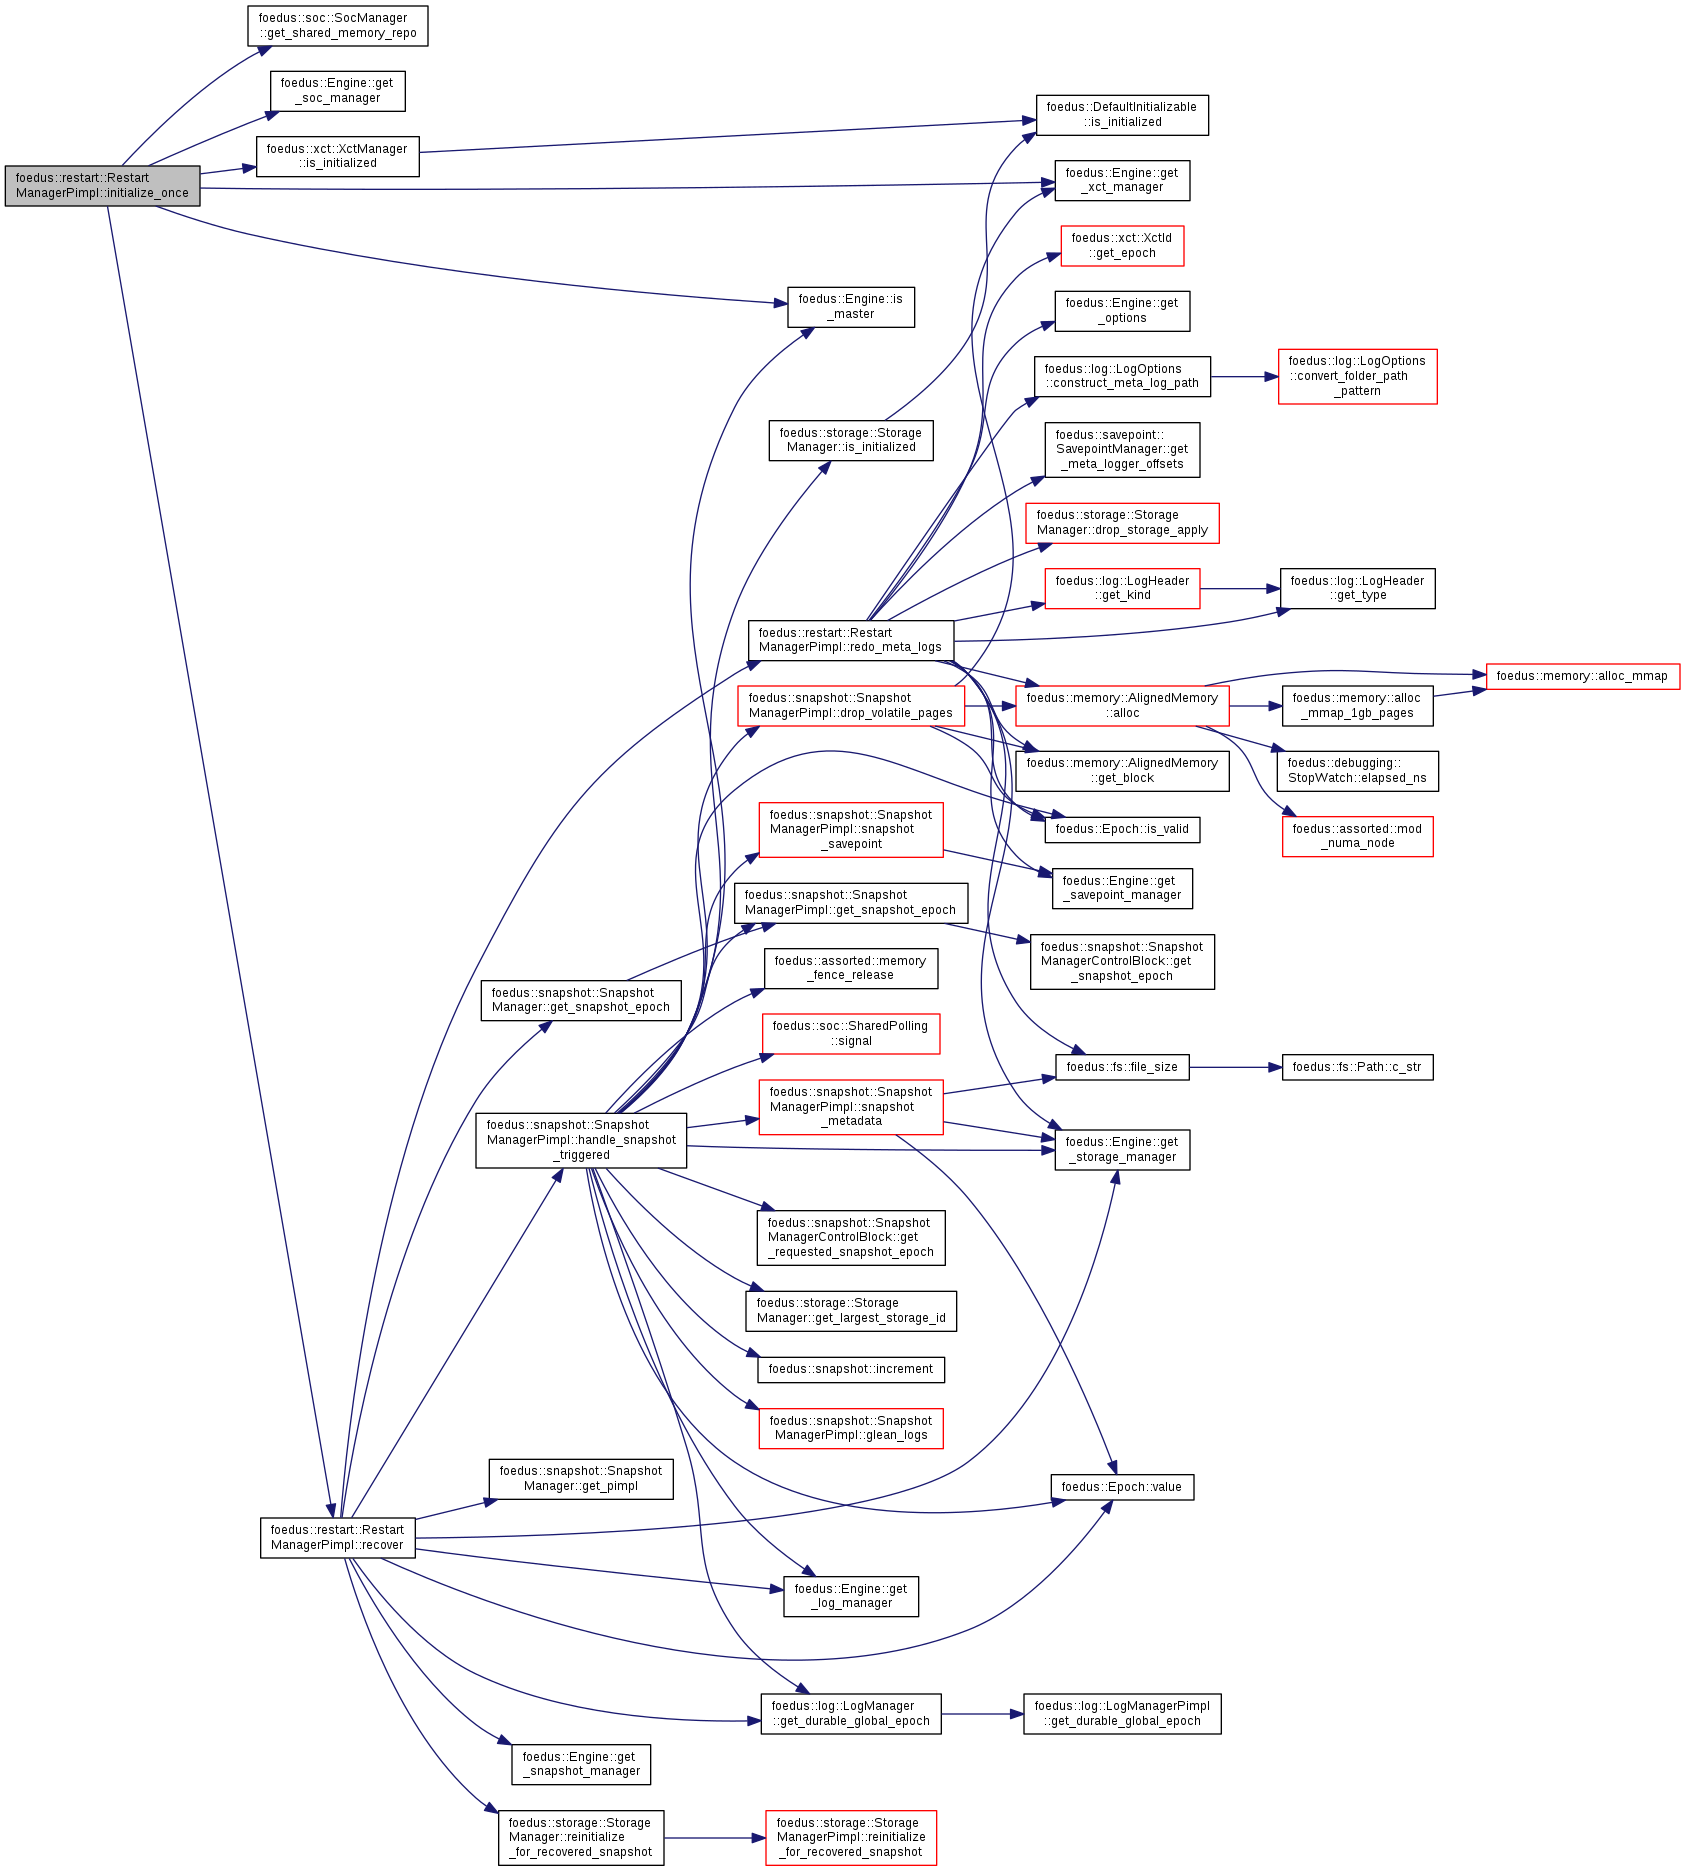 foedus::soc::SocManager
::get_shared_memory_repo
foedus::Engine::get
_soc_manager
foedus::xct::XctManager
::is_initialized
foedus::restart::Restart
ManagerPimpl::initialize_once
foedus::DefaultInitializable
::is_initialized
foedus::Engine::get
_xct_manager
foedus::xct::XctId
::get_epoch
foedus::Engine::is
_master
foedus::Engine::get
_options
foedus::log::LogOptions
::construct_meta_log_path
foedus::log::LogOptions
::convert_folder_path
_pattern
foedus::storage::Storage
Manager::is_initialized
foedus::savepoint::
SavepointManager::get
_meta_logger_offsets
foedus::storage::Storage
Manager::drop_storage_apply
foedus::log::LogHeader
::get_kind
foedus::log::LogHeader
::get_type
foedus::restart::Restart
ManagerPimpl::redo_meta_logs
foedus::snapshot::Snapshot
ManagerPimpl::drop_volatile_pages
foedus::memory::AlignedMemory
::alloc
foedus::memory::alloc
_mmap_1gb_pages
foedus::memory::alloc_mmap
foedus::memory::AlignedMemory
::get_block
foedus::debugging::
StopWatch::elapsed_ns
foedus::snapshot::Snapshot
ManagerPimpl::snapshot
_savepoint
foedus::Epoch::is_valid
foedus::assorted::mod
_numa_node
foedus::Engine::get
_savepoint_manager
foedus::snapshot::Snapshot
ManagerPimpl::get_snapshot_epoch
foedus::snapshot::Snapshot
ManagerControlBlock::get
_snapshot_epoch
foedus::assorted::memory
_fence_release
foedus::snapshot::Snapshot
Manager::get_snapshot_epoch
foedus::soc::SharedPolling
::signal
foedus::fs::file_size
foedus::fs::Path::c_str
foedus::snapshot::Snapshot
ManagerPimpl::snapshot
_metadata
foedus::snapshot::Snapshot
ManagerPimpl::handle_snapshot
_triggered
foedus::Engine::get
_storage_manager
foedus::snapshot::Snapshot
ManagerControlBlock::get
_requested_snapshot_epoch
foedus::storage::Storage
Manager::get_largest_storage_id
foedus::snapshot::increment
foedus::snapshot::Snapshot
ManagerPimpl::glean_logs
foedus::snapshot::Snapshot
Manager::get_pimpl
foedus::Epoch::value
foedus::restart::Restart
ManagerPimpl::recover
foedus::Engine::get
_log_manager
foedus::log::LogManager
::get_durable_global_epoch
foedus::log::LogManagerPimpl
::get_durable_global_epoch
foedus::Engine::get
_snapshot_manager
foedus::storage::Storage
Manager::reinitialize
_for_recovered_snapshot
foedus::storage::Storage
ManagerPimpl::reinitialize
_for_recovered_snapshot